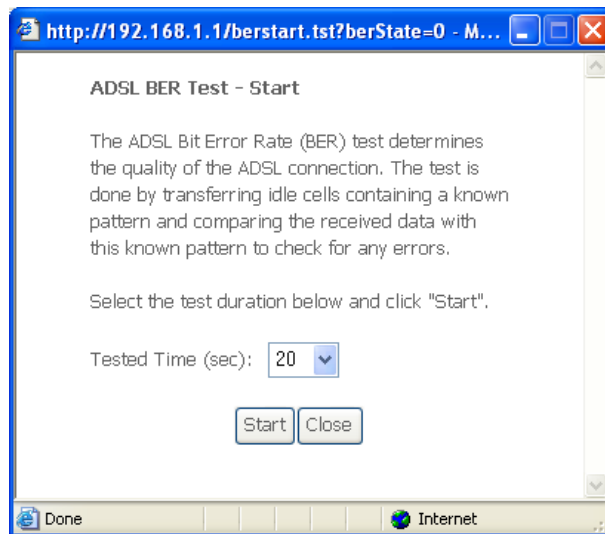 http://192.168.1.1/berstart.tst?berState=0 - M...
ADSL BER Test - Start
The ADSL Bit Error Rate (BER) test determines
the quality of the ADSL connection. The test is
done by transferring idle cells containing a known
pattern and comparing the received data with
this known pattern to check for any errors.
Select the test duration below and click "Start".
Tested Time (sec): 20
Start Close
Done Internet